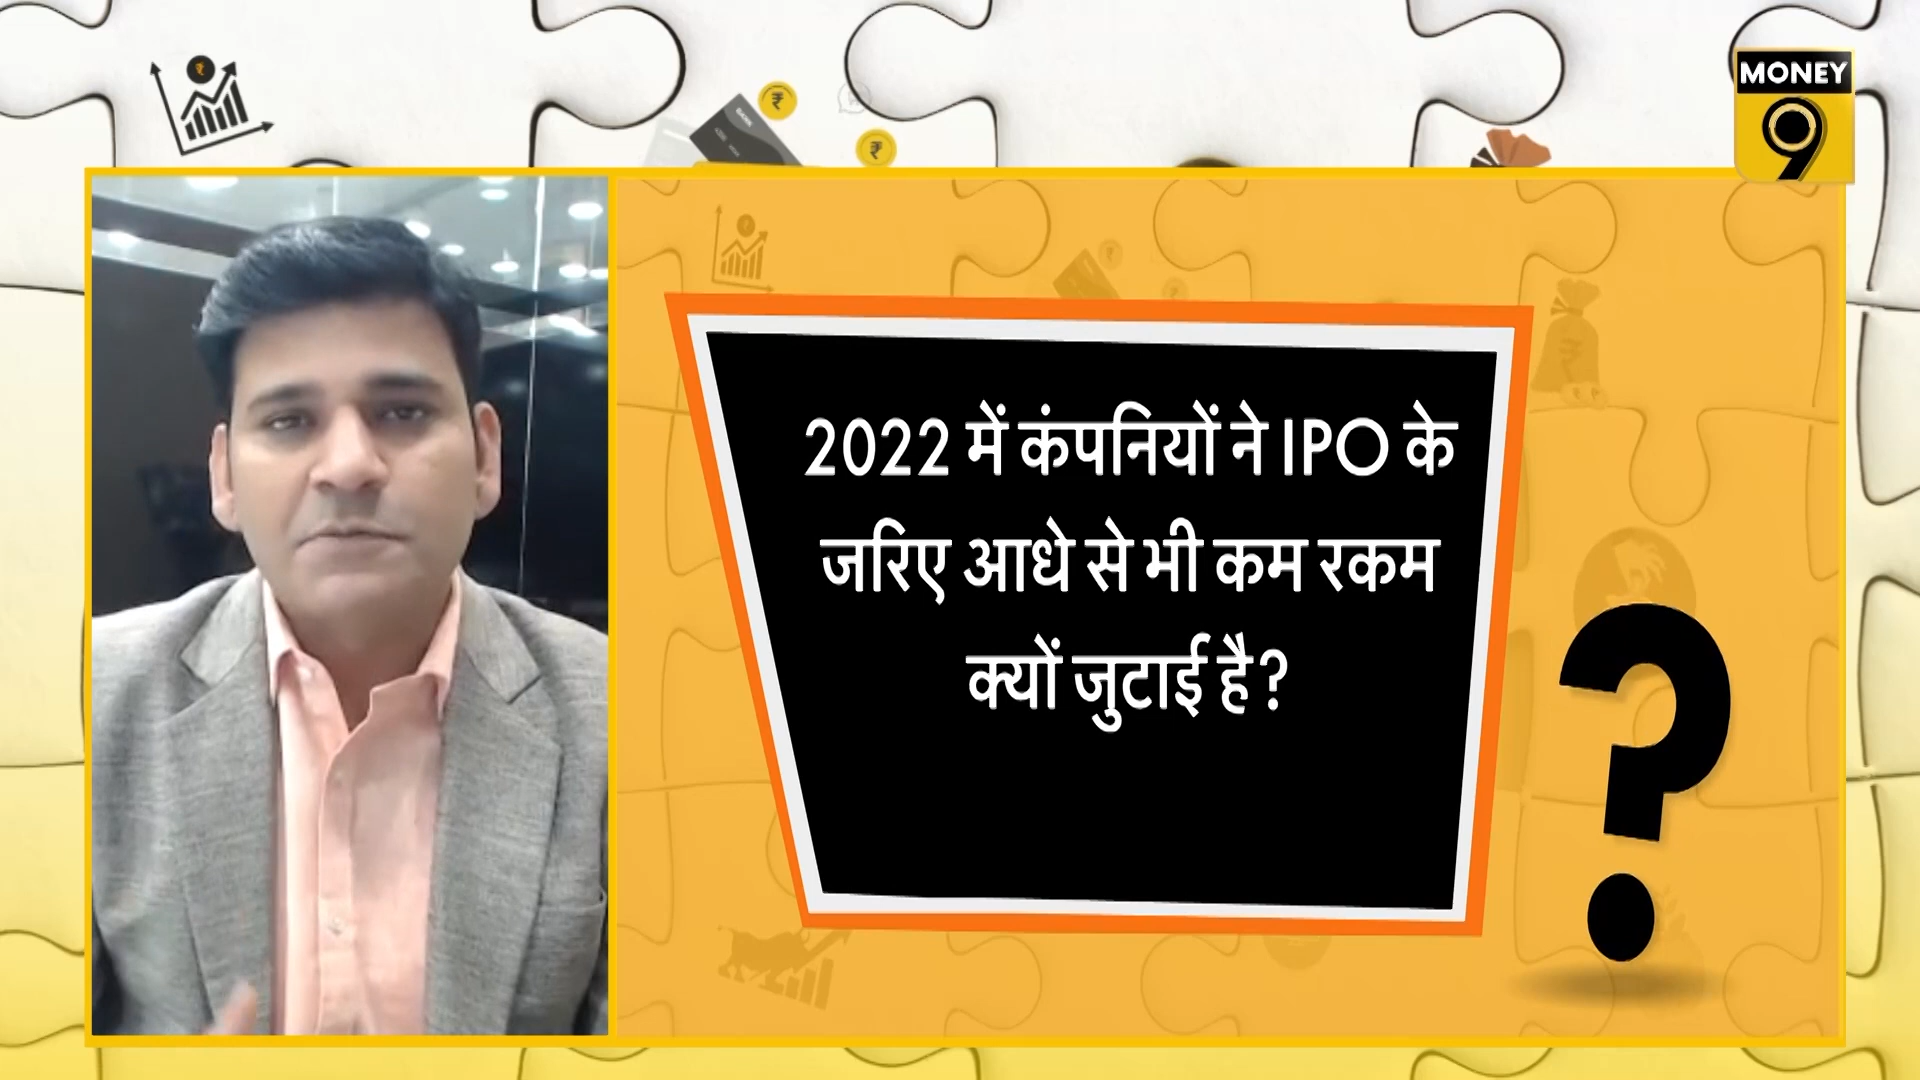 MONEY
9
2022 में कंपनियों ने IPO के
जरिए आधे से भी कम रकम
क्यों जुटाई है?
?